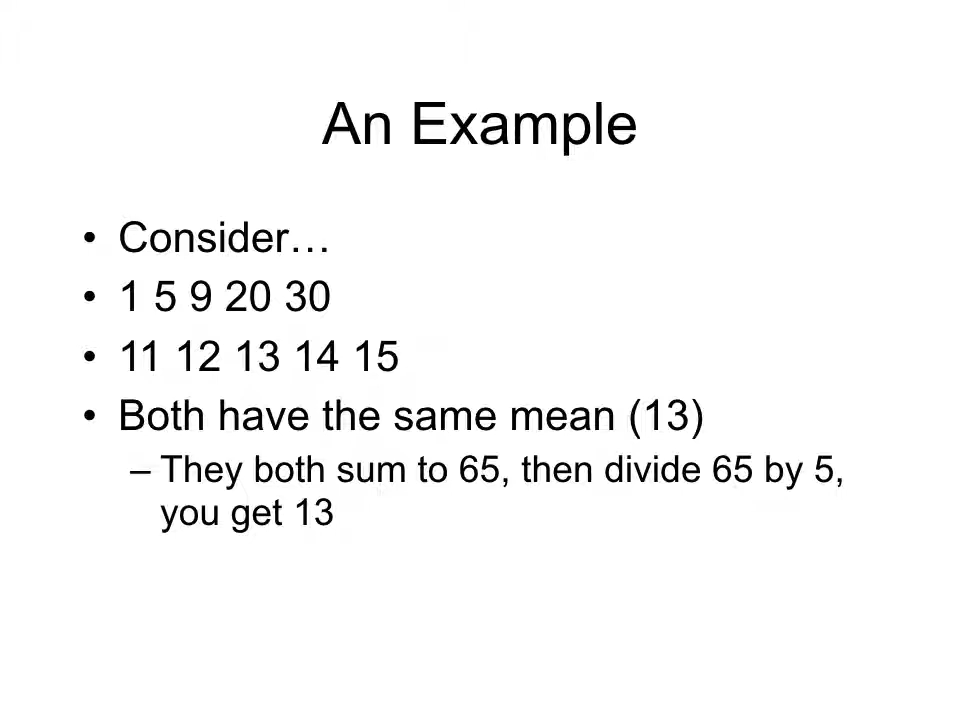 An Example
• Consider…
• 1 5 9 20 30
• 11 12 13 14 15
• Both have the same mean (13)
– They both sum to 65, then divide 65 by 5,
you get 13